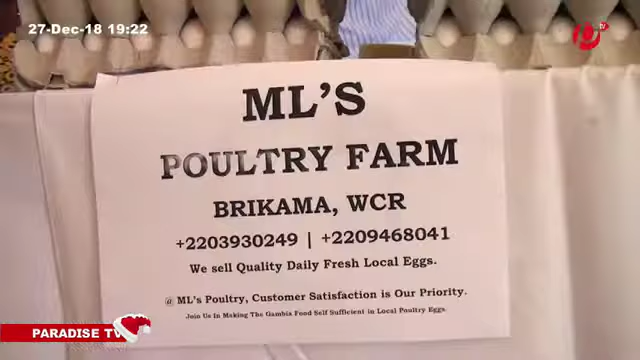 27-Dec-18 19:22
tv
ML'S
POULTRY FARM
BRIKAMA, WCR
+2203930249 | +2209468041
We sell Quality Daily Fresh Local Eggs.
@ ML's Poultry, Customer Satisfaction is Our Priority.
Join Us In Making The Gambia Food Self Sufficient in Local Poultry Eggs.
PARADISE TV